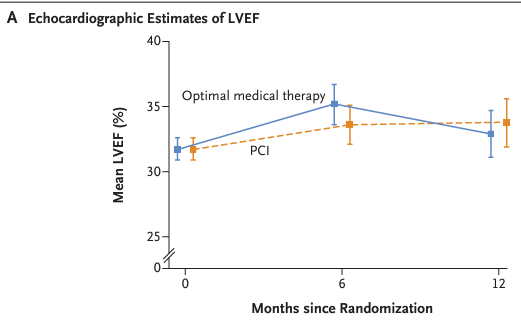 A Echocardiographic Estimates of LVEF
40
Optimal medical therapy
35
PCI
30
25
0
Mean LVEF (%)
0 6 12
Months since Randomization